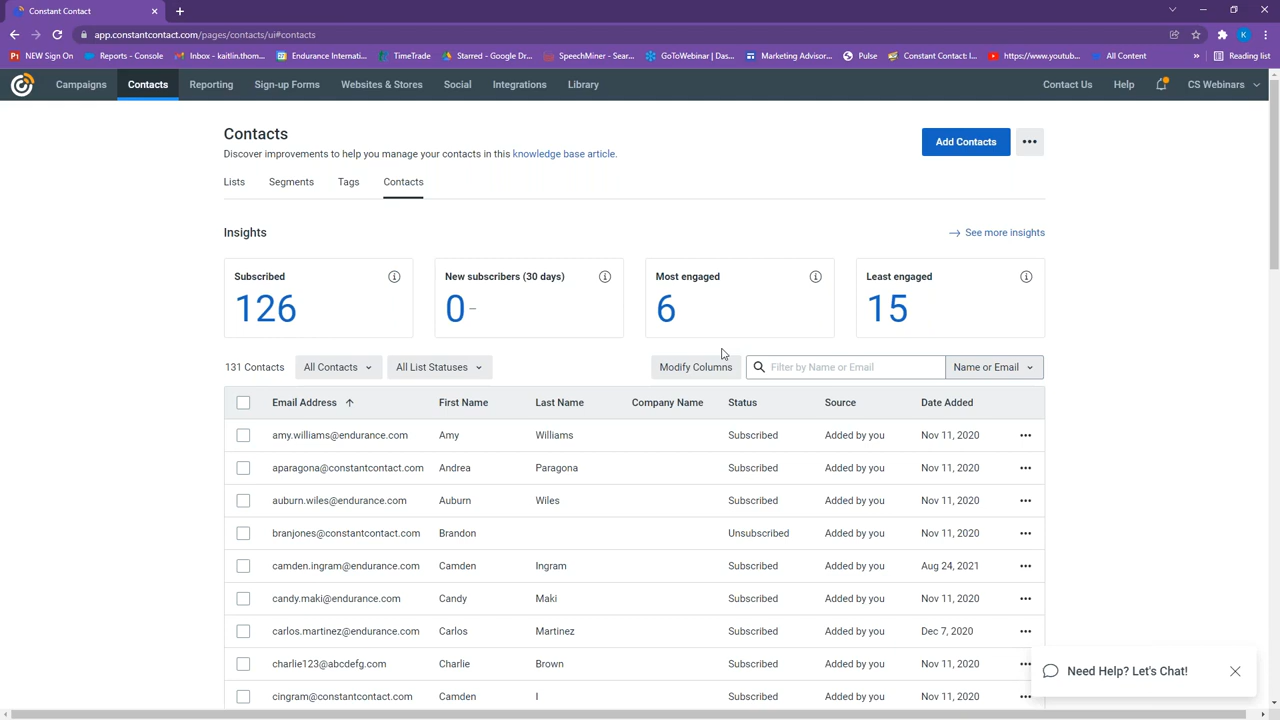 Constant Contact
app.constantcontact.com/pages/contacts/ui#contacts
K
NEW Sign On
Reports - Console
Inbox - kaitlin.thom...
Endurance Internati...
TimeTrade
Starred - Google Dr...
SpeechMiner - Sear...
GoToWebinar | Das...
Marketing Advisor...
Pulse
Constant Contact: I...
https://www.youtub...
All Content
Reading list
Campaigns
Contacts
Reporting
Sign-up Forms
Websites & Stores
Social
Integrations
Library
Contact Us
Help
CS Webinars
Contacts
Discover improvements to help you manage your contacts in this knowledge base article.
Add Contacts
Lists
Segments
Tags
Contacts
Insights
See more insights
Subscribed
126
New subscribers (30 days)
0 –
Most engaged
6
Least engaged
15
131 Contacts
All Contacts
All List Statuses
Modify Columns
Filter by Name or Email
Name or Email
Email Address First Name Last Name Company Name Status Source Date Added
amy.williams@endurance.com Amy Williams Subscribed Added by you Nov 11, 2020
aparagona@constantcontact.com Andrea Paragona Subscribed Added by you Nov 11, 2020
auburn.wiles@endurance.com Auburn Wiles Subscribed Added by you Nov 11, 2020
branjones@constantcontact.com Brandon Unsubscribed Added by you Nov 11, 2020
camden.ingram@endurance.com Camden Ingram Subscribed Added by you Aug 24, 2021
candy.maki@endurance.com Candy Maki Subscribed Added by you Nov 11, 2020
carlos.martinez@endurance.com Carlos Martinez Subscribed Added by you Dec 7, 2020
charlie123@abcdefg.com Charlie Brown Subscribed Added by you Nov 11, 2020
cingram@constantcontact.com Camden I Subscribed Added by you Nov 11, 2020
Need Help? Let's Chat!